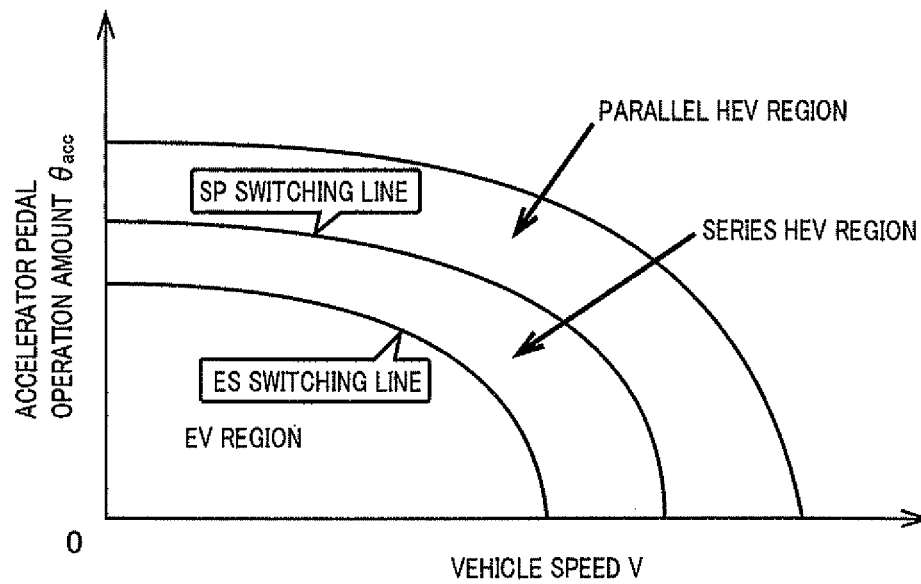 PARALLEL HEV REGION
SP SWITCHING LINE
SERIES HEV REGION
ACCELERATOR PEDAL
OPERATION AMOUNT θacc
ES SWITCHING LINE
EV REGION
0
VEHICLE SPEED V